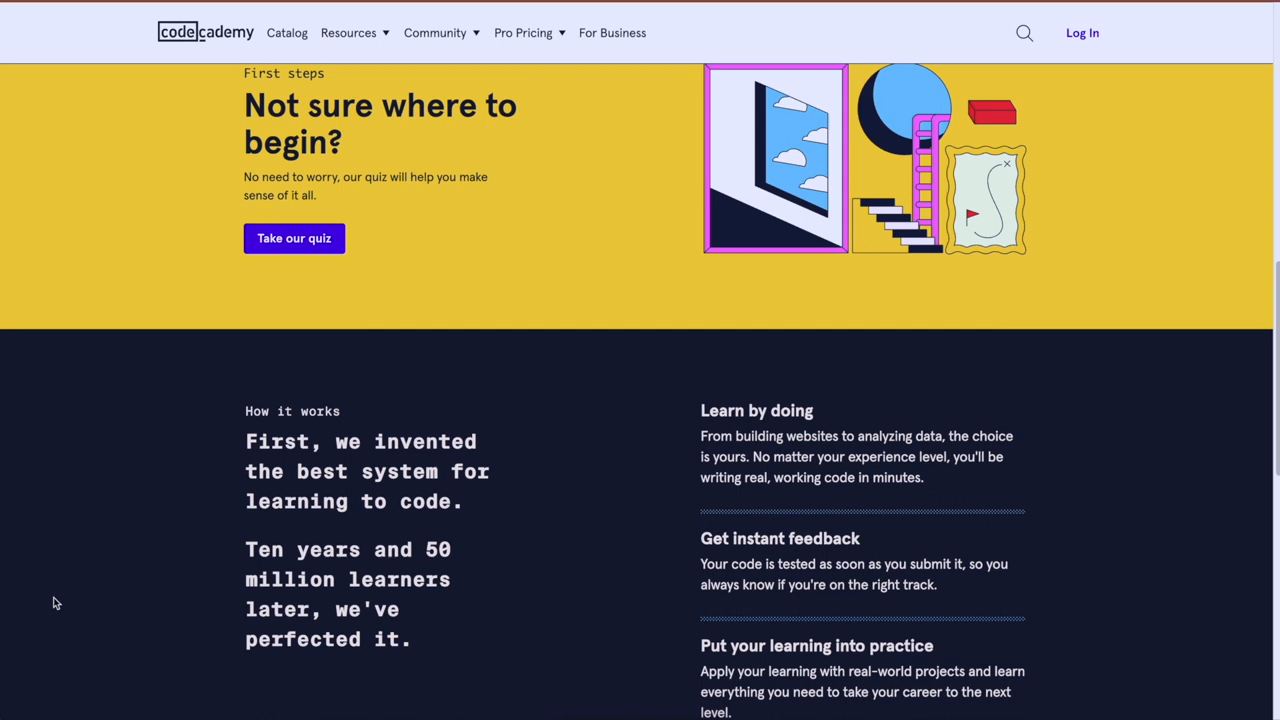 codecademy Catalog Resources Community Pro Pricing For Business Log In
First steps
Not sure where to
begin?
No need to worry, our quiz will help you make
sense of it all.
Take our quiz
How it works
First, we invented
the best system for
learning to code.
Ten years and 50
million learners
later, we've
perfected it.
Learn by doing
From building websites to analyzing data, the choice
is yours. No matter your experience level, you'll be
writing real, working code in minutes.
Get instant feedback
Your code is tested as soon as you submit it, so you
always know if you're on the right track.
Put your learning into practice
Apply your learning with real-world projects and learn
everything you need to take your career to the next
level.